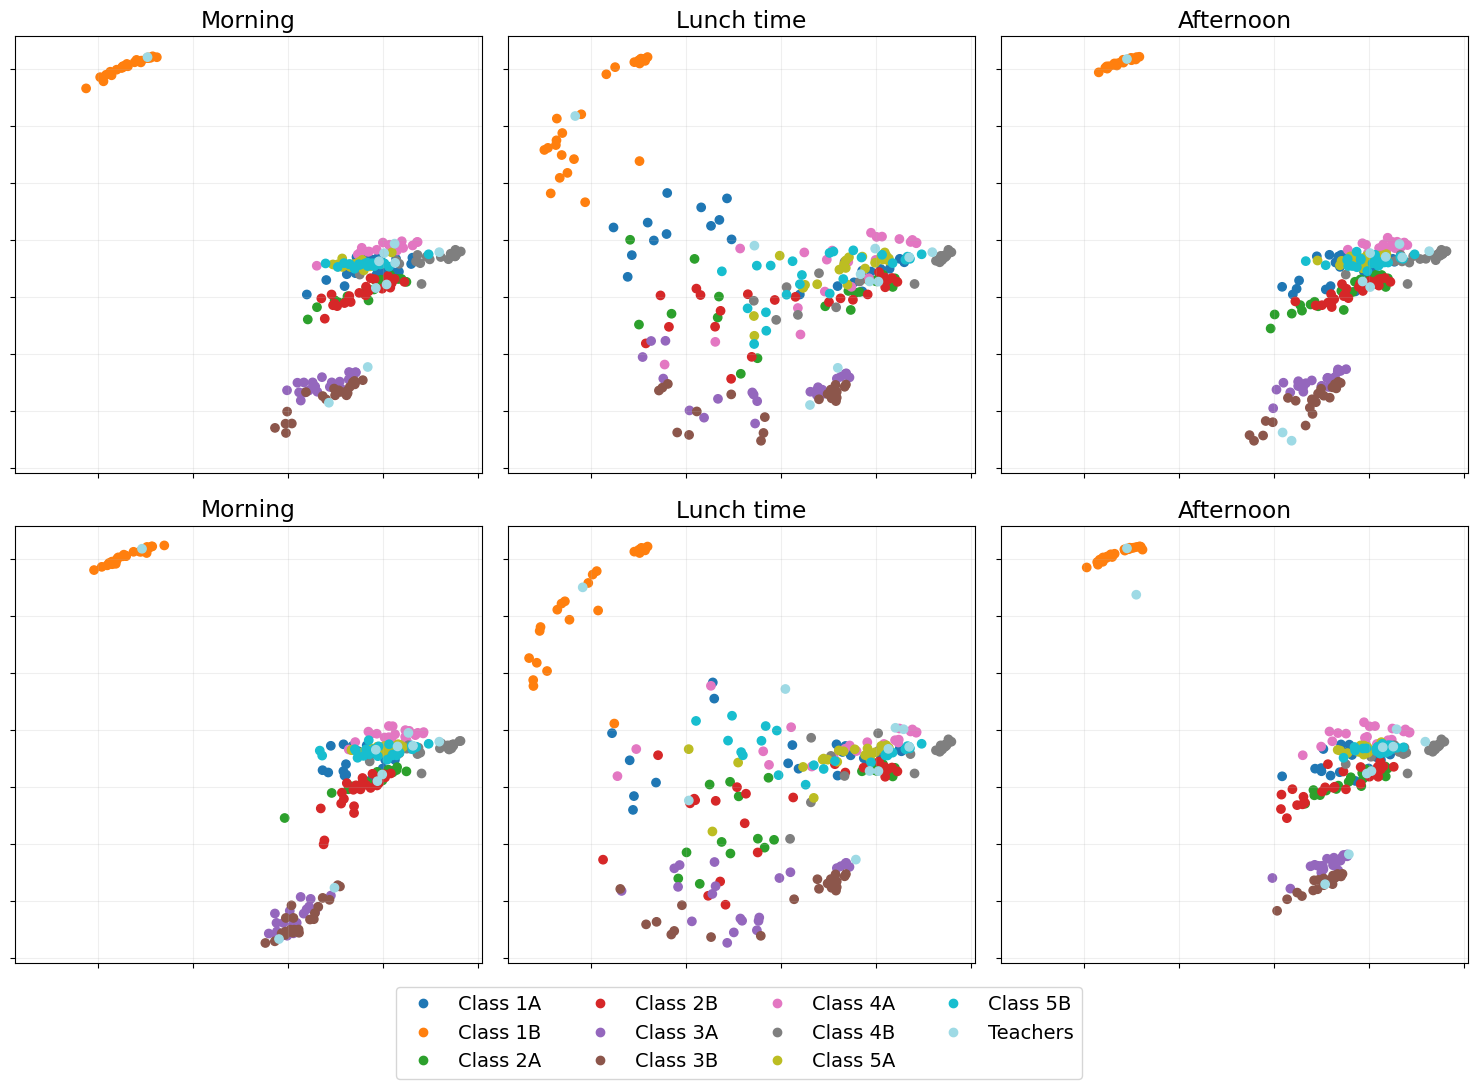 Morning
Lunch time
Afternoon
Morning
Lunch time
Afternoon
Class 1A
Class 1B
Class 2A
Class 2B
Class 3A
Class 3B
Class 4A
Class 4B
Class 5A
Class 5B
Teachers